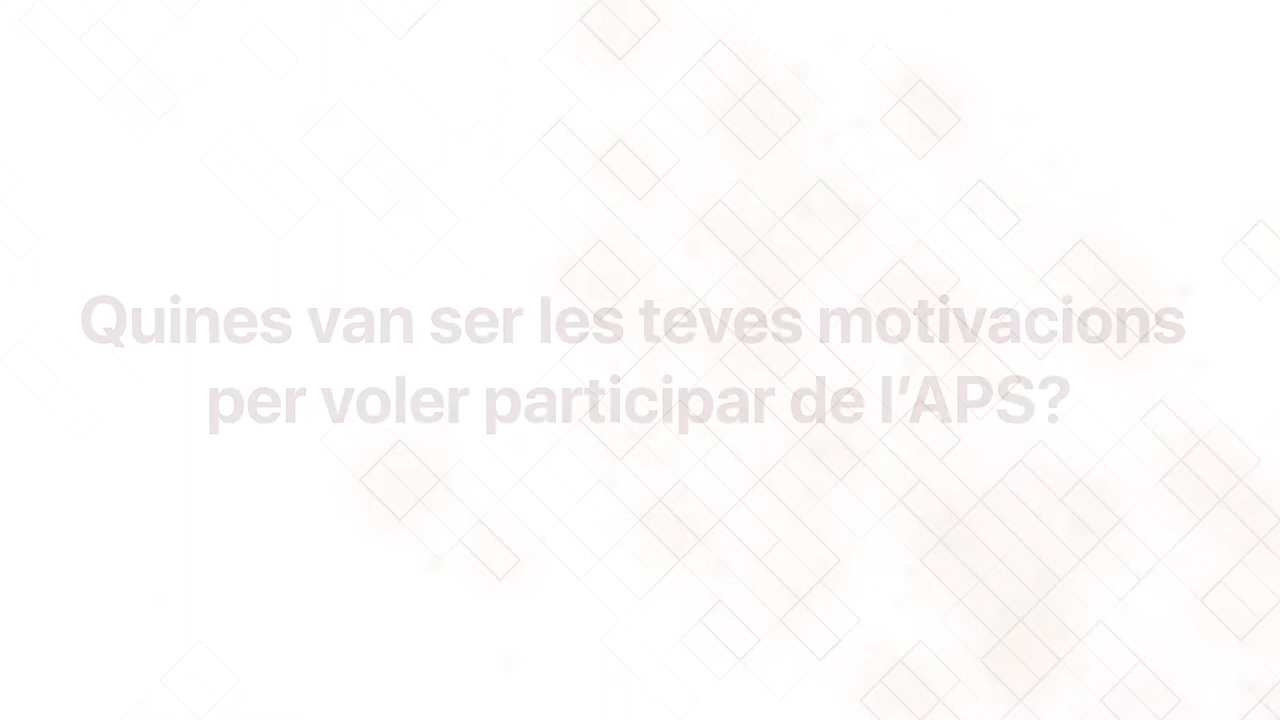 Quines van ser les teves motivacions
per voler participar de l’APS?